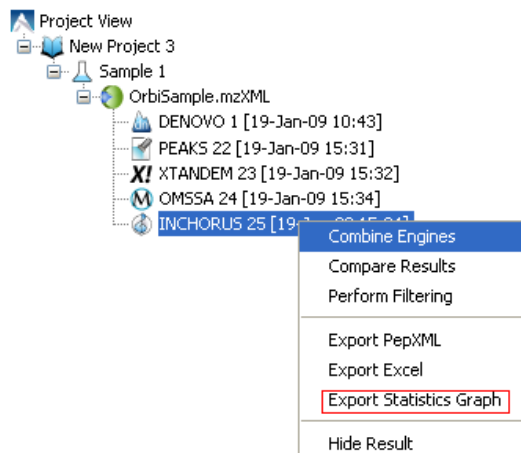 Project View
New Project 3
Sample 1
OrbiSample.mzXML
DENOVO 1 [19-Jan-09 10:43]
PEAKS 22 [19-Jan-09 15:31]
X! XTANDEM 23 [19-Jan-09 15:32]
M OMSSA 24 [19-Jan-09 15:34]
INCHORUS 25 [19-
Combine Engines
Compare Results
Perform Filtering
Export PepXML
Export Excel
Export Statistics Graph
Hide Result